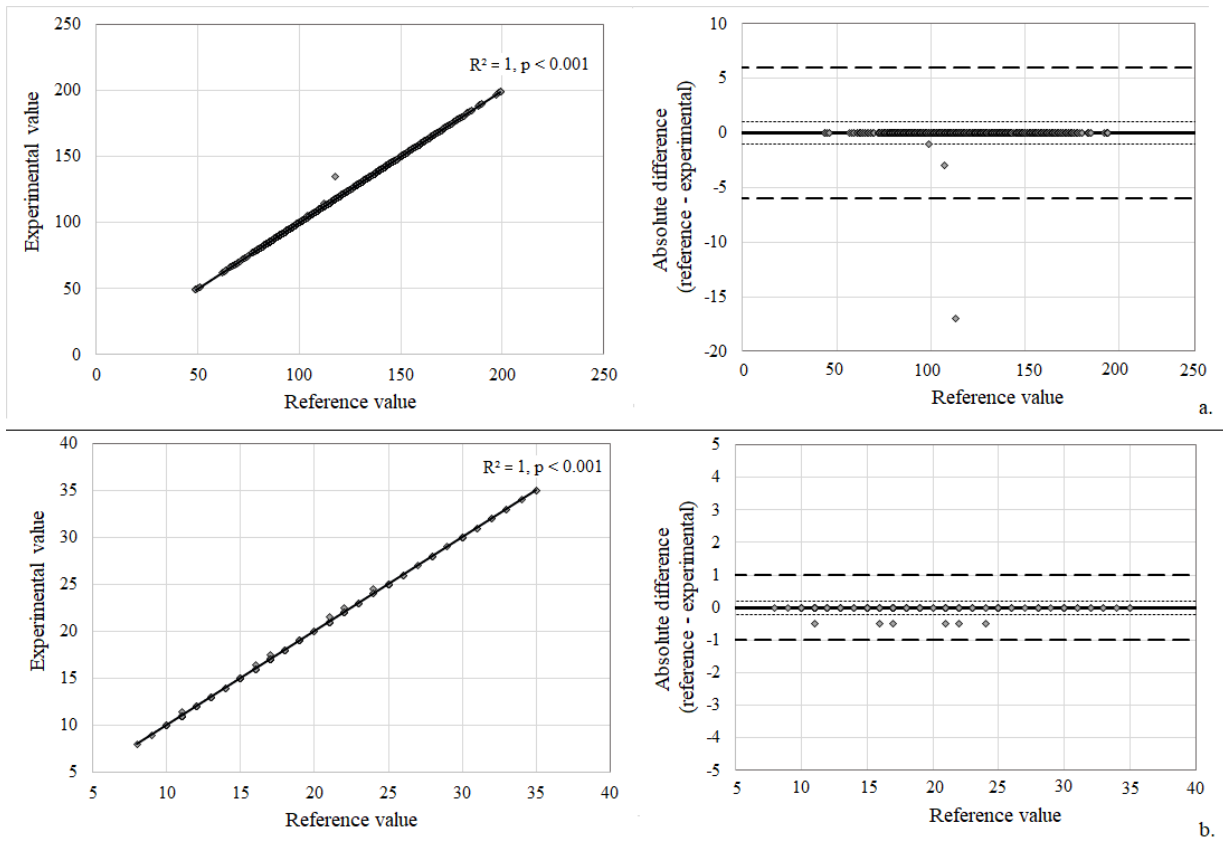 250
200
150
100
50
0
Experimental value
R² = 1, p < 0.001
0 50 100 150 200 250
Reference value
10
5
0
-5
-10
-15
-20
Absolute difference
(reference - experimental)
0 50 100 150 200 250
Reference value
a.
40
35
30
25
20
15
10
5
Experimental value
R² = 1, p < 0.001
5 10 15 20 25 30 35 40
Reference value
5
4
3
2
1
0
-1
-2
-3
-4
-5
Absolute difference
(reference - experimental)
5 10 15 20 25 30 35 40
Reference value
b.